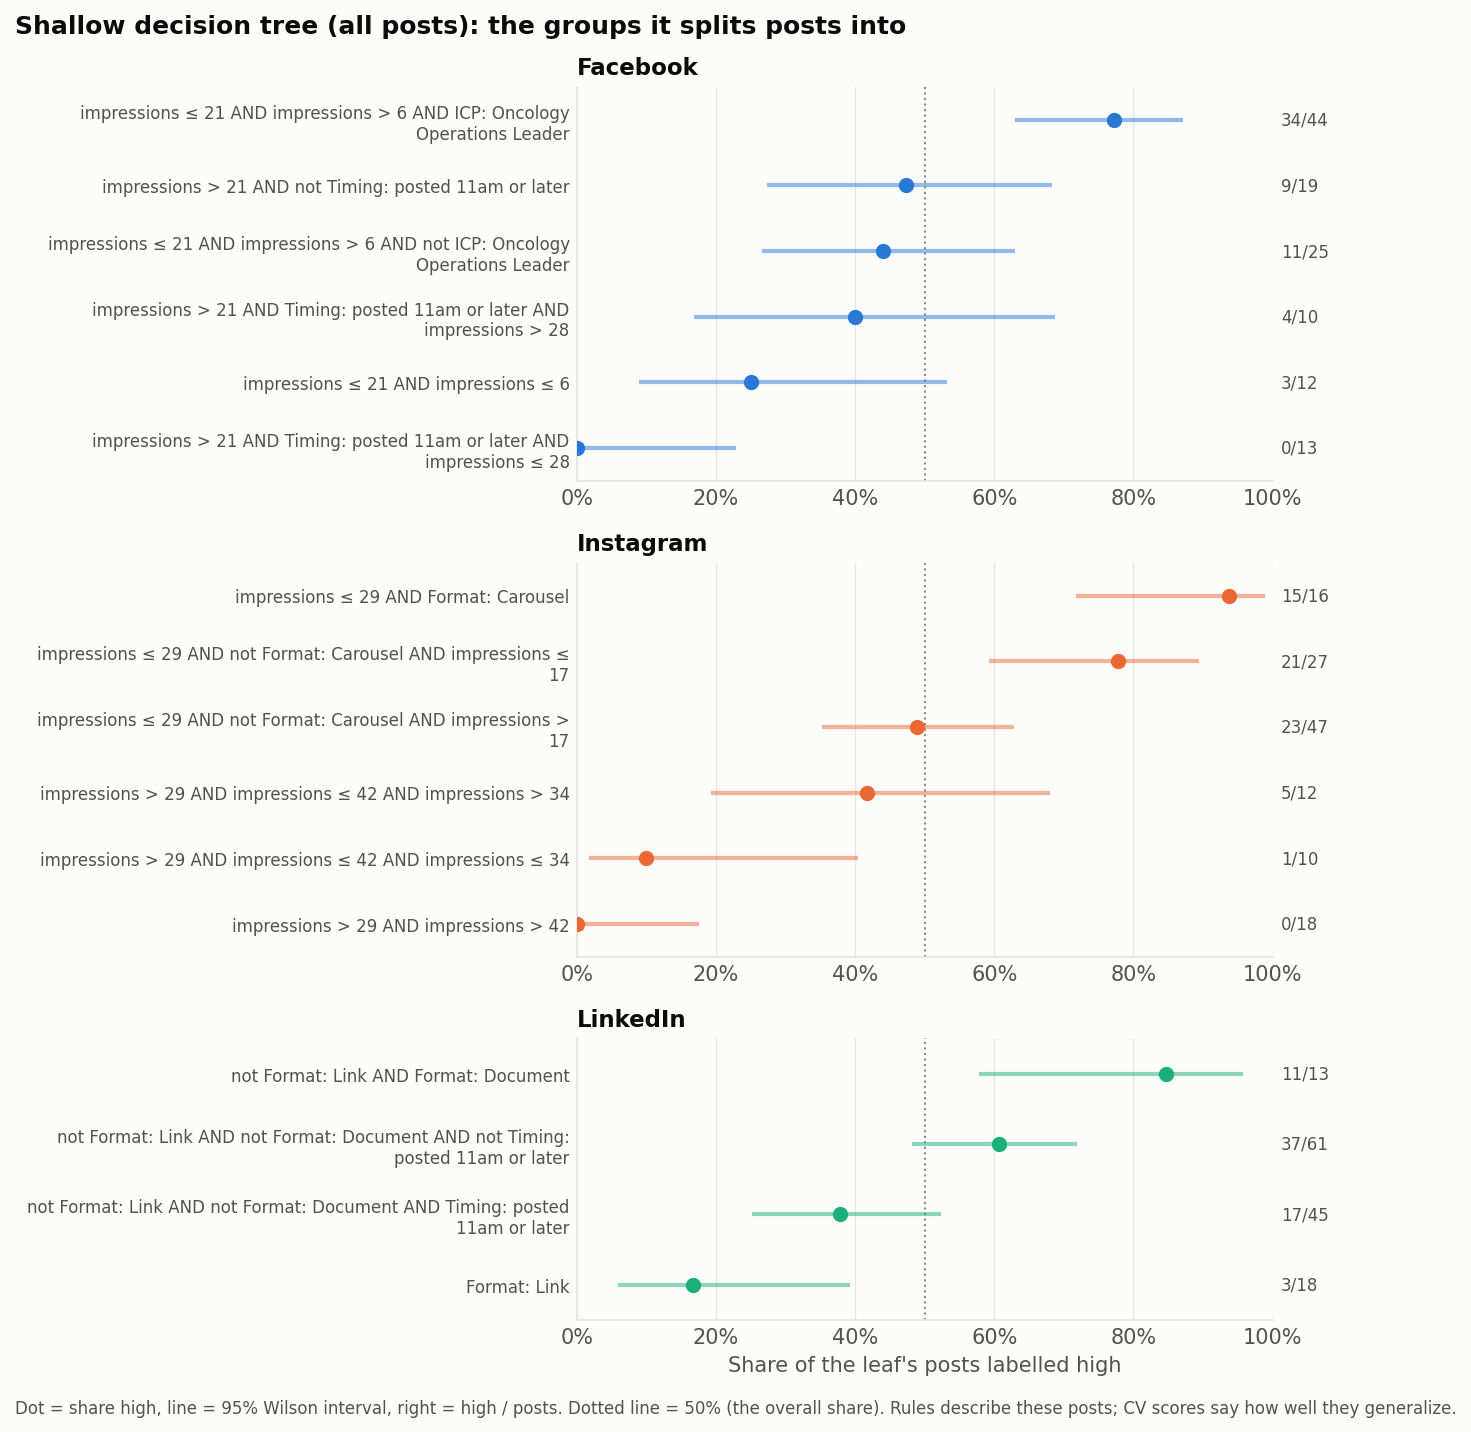 Shallow decision tree (all posts): the groups it splits posts into
Facebook
impressions ≤ 21 AND impressions > 6 AND ICP: Oncology
Operations Leader
34/44
impressions > 21 AND not Timing: posted 11am or later
9/19
impressions ≤ 21 AND impressions > 6 AND not ICP: Oncology
Operations Leader
11/25
impressions > 21 AND Timing: posted 11am or later AND
impressions > 28
4/10
impressions ≤ 21 AND impressions ≤ 6
3/12
impressions > 21 AND Timing: posted 11am or later AND
impressions ≤ 28
0/13
0% 20% 40% 60% 80% 100%
Instagram
impressions ≤ 29 AND Format: Carousel
15/16
impressions ≤ 29 AND not Format: Carousel AND impressions ≤
17
21/27
impressions ≤ 29 AND not Format: Carousel AND impressions >
17
23/47
impressions > 29 AND impressions ≤ 42 AND impressions > 34
5/12
impressions > 29 AND impressions ≤ 42 AND impressions ≤ 34
1/10
impressions > 29 AND impressions > 42
0/18
0% 20% 40% 60% 80% 100%
LinkedIn
not Format: Link AND Format: Document
11/13
not Format: Link AND not Format: Document AND not Timing:
posted 11am or later
37/61
not Format: Link AND not Format: Document AND Timing: posted
11am or later
17/45
Format: Link
3/18
0% 20% 40% 60% 80% 100%
Share of the leaf's posts labelled high
Dot = share high, line = 95% Wilson interval, right = high / posts. Dotted line = 50% (the overall share). Rules describe these posts; CV scores say how well they generalize.